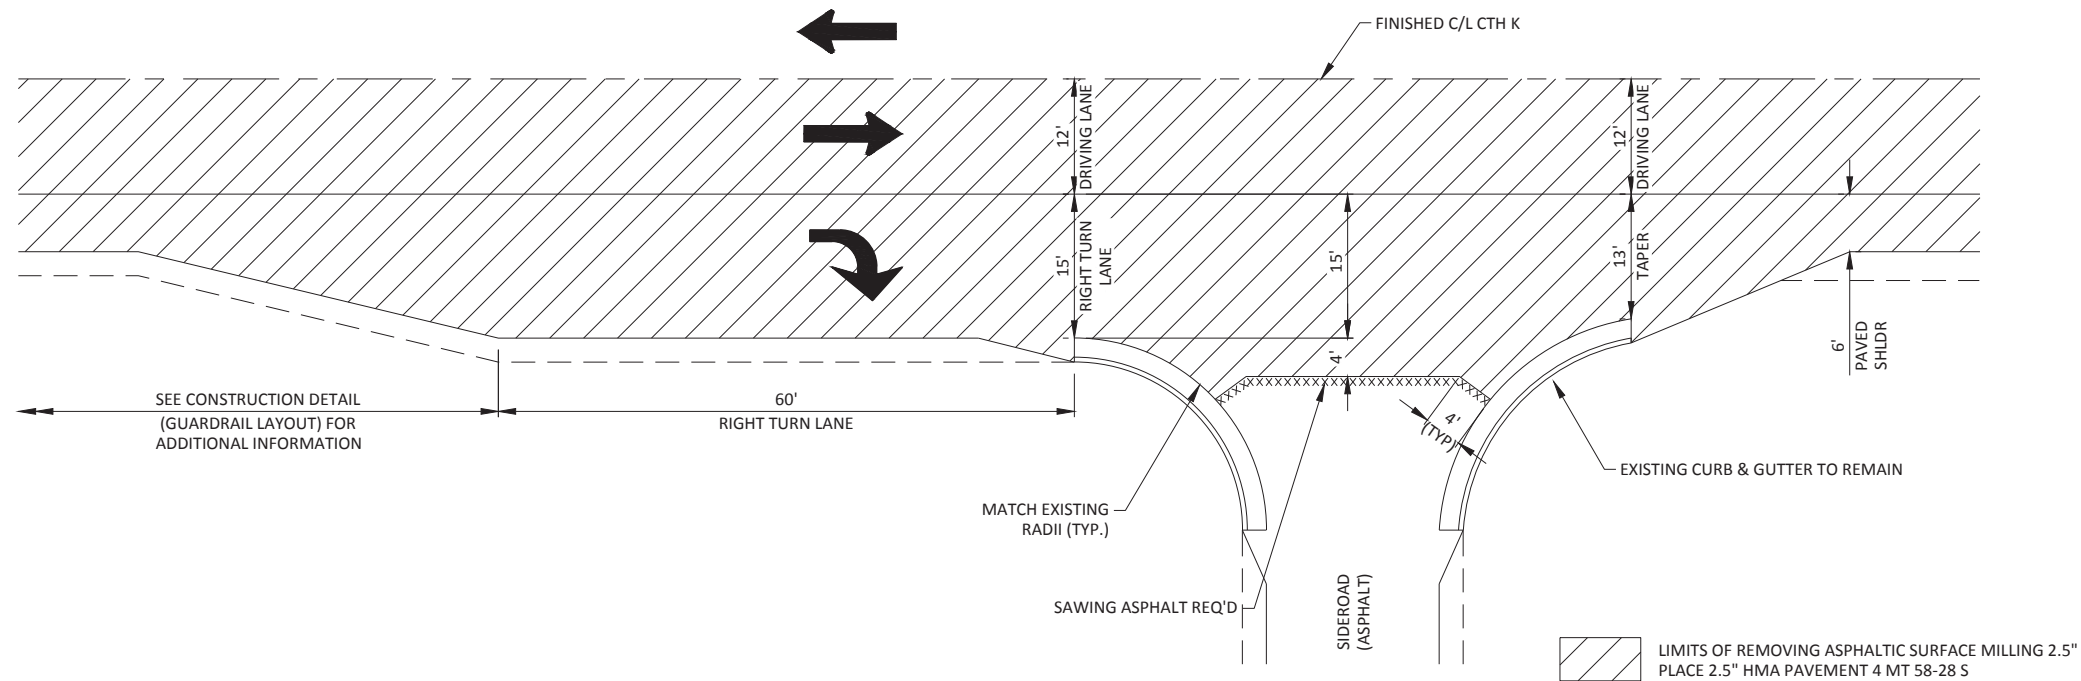 FINISHED C/L CTH K
12'
DRIVING LANE
12'
DRIVING LANE
15'
RIGHT TURN
LANE
15'
13'
TAPER
4'
6'
PAVED
SHLDR
SEE CONSTRUCTION DETAIL
(GUARDRAIL LAYOUT) FOR
ADDITIONAL INFORMATION
60'
RIGHT TURN LANE
4'
(TYP)
EXISTING CURB & GUTTER TO REMAIN
MATCH EXISTING
RADII (TYP.)
SAWING ASPHALT REQ'D
SIDEROAD
(ASPHALT)
LIMITS OF REMOVING ASPHALTIC SURFACE MILLING 2.5"
PLACE 2.5" HMA PAVEMENT 4 MT 58-28 S